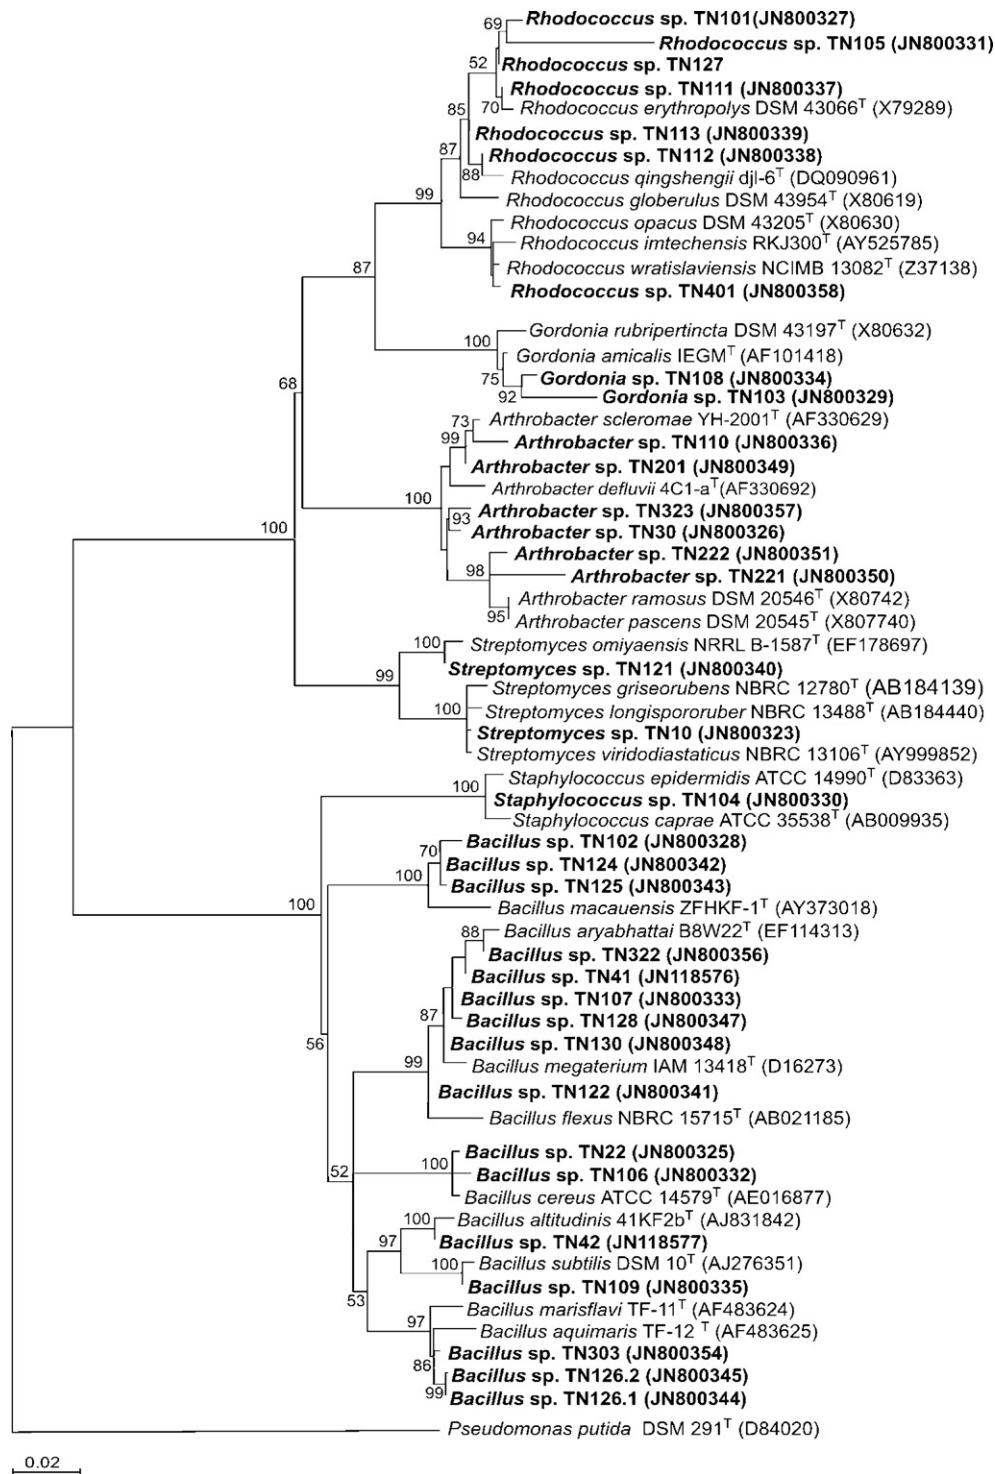 69
Rhodococcus sp. TN101(JN800327)
Rhodococcus sp. TN105 (JN800331)
52
Rhodococcus sp. TN127
Rhodococcus sp. TN111 (JN800337)
70
Rhodococcus erythropolys DSM 43066ᵀ (X79289)
85
Rhodococcus sp. TN113 (JN800339)
87
Rhodococcus sp. TN112 (JN800338)
88
Rhodococcus qingshengii djl-6ᵀ (DQ090961)
99
Rhodococcus globerulus DSM 43954ᵀ (X80619)
Rhodococcus opacus DSM 43205ᵀ (X80630)
94
Rhodococcus imtechensis RKJ300ᵀ (AY525785)
87
Rhodococcus wratislaviensis NCIMB 13082ᵀ (Z37138)
Rhodococcus sp. TN401 (JN800358)
Gordonia rubripertincta DSM 43197ᵀ (X80632)
100
Gordonia amicalis IEGMᵀ (AF101418)
75
Gordonia sp. TN108 (JN800334)
68
92
Gordonia sp. TN103 (JN800329)
73
Arthrobacter scleromae YH-2001ᵀ (AF330629)
99
Arthrobacter sp. TN110 (JN800336)
Arthrobacter sp. TN201 (JN800349)
Arthrobacter defluvii 4C1-aᵀ(AF330692)
100
Arthrobacter sp. TN323 (JN800357)
93
100
Arthrobacter sp. TN30 (JN800326)
Arthrobacter sp. TN222 (JN800351)
98
Arthrobacter sp. TN221 (JN800350)
Arthrobacter ramosus DSM 20546ᵀ (X80742)
95
Arthrobacter pascens DSM 20545ᵀ (X807740)
100
Streptomyces omiyaensis NRRL B-1587ᵀ (EF178697)
Streptomyces sp. TN121 (JN800340)
99
Streptomyces griseorubens NBRC 12780ᵀ (AB184139)
100
Streptomyces longispororuber NBRC 13488ᵀ (AB184440)
Streptomyces sp. TN10 (JN800323)
Streptomyces viridodiastaticus NBRC 13106ᵀ (AY999852)
Staphylococcus epidermidis ATCC 14990ᵀ (D83363)
100
Staphylococcus sp. TN104 (JN800330)
Staphylococcus caprae ATCC 35538ᵀ (AB009935)
Bacillus sp. TN102 (JN800328)
70
Bacillus sp. TN124 (JN800342)
100
Bacillus sp. TN125 (JN800343)
100
Bacillus macauensis ZFHKF-1ᵀ (AY373018)
88
Bacillus aryabhattai B8W22ᵀ (EF114313)
Bacillus sp. TN322 (JN800356)
Bacillus sp. TN41 (JN118576)
Bacillus sp. TN107 (JN800333)
87
Bacillus sp. TN128 (JN800347)
56
Bacillus sp. TN130 (JN800348)
99
Bacillus megaterium IAM 13418ᵀ (D16273)
Bacillus sp. TN122 (JN800341)
Bacillus flexus NBRC 15715ᵀ (AB021185)
Bacillus sp. TN22 (JN800325)
100
52
Bacillus sp. TN106 (JN800332)
Bacillus cereus ATCC 14579ᵀ (AE016877)
100
Bacillus altitudinis 41KF2bᵀ (AJ831842)
97
Bacillus sp. TN42 (JN118577)
100
Bacillus subtilis DSM 10ᵀ (AJ276351)
Bacillus sp. TN109 (JN800335)
53
Bacillus marisflavi TF-11ᵀ (AF483624)
97
Bacillus aquimaris TF-12 ᵀ (AF483625)
Bacillus sp. TN303 (JN800354)
86
Bacillus sp. TN126.2 (JN800345)
99
Bacillus sp. TN126.1 (JN800344)
Pseudomonas putida DSM 291ᵀ (D84020)
0.02